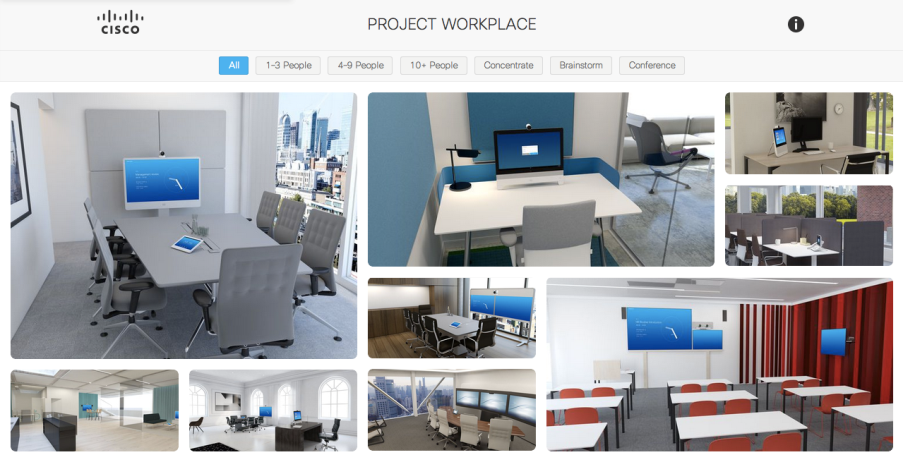 CISCO
PROJECT WORKPLACE
All
1-3 People
4-9 People
10+ People
Concentrate
Brainstorm
Conference